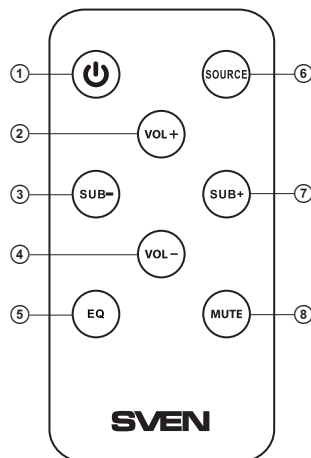 ① ⑥
SOURCE
② VOL+
③ SUB- SUB+ ⑦
④ VOL-
⑤ EQ MUTE ⑧
SVEN